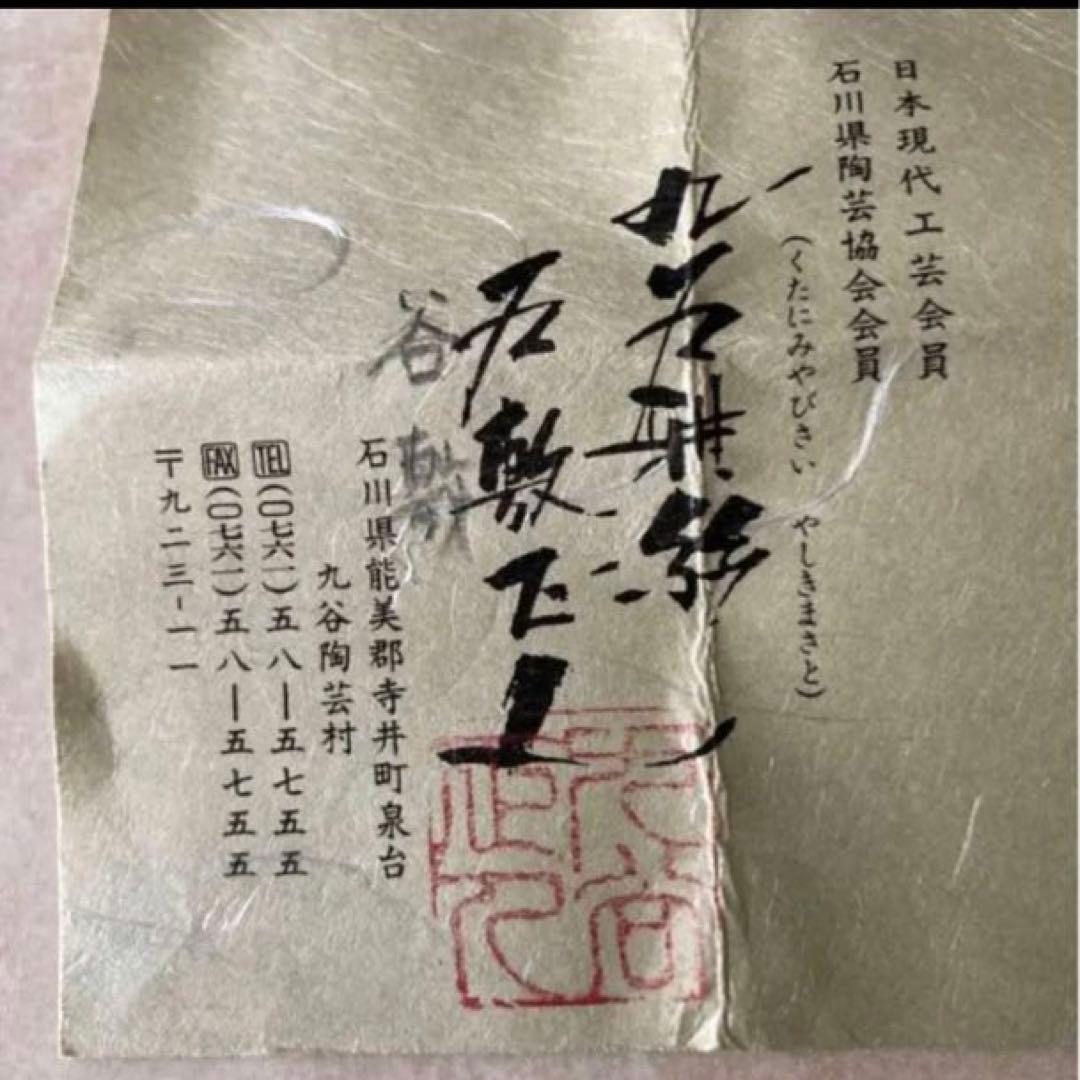 日本現代工芸会員
石川県陶芸協会会員
(くたにみやびきい やしきまさと)
九谷雅
谷敷正
谷敷
石川県能美郡寺井町泉台
九谷陶芸村
TEL(〇七六一)五八―五七五五
FAX(〇七六一)五八―五七五五
〒九二三-一一